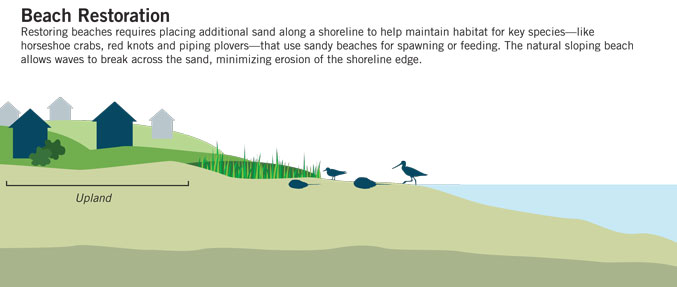 Beach Restoration
Restoring beaches requires placing additional sand along a shoreline to help maintain habitat for key species—like
horseshoe crabs, red knots and piping plovers—that use sandy beaches for spawning or feeding. The natural sloping beach
allows waves to break across the sand, minimizing erosion of the shoreline edge.
Upland